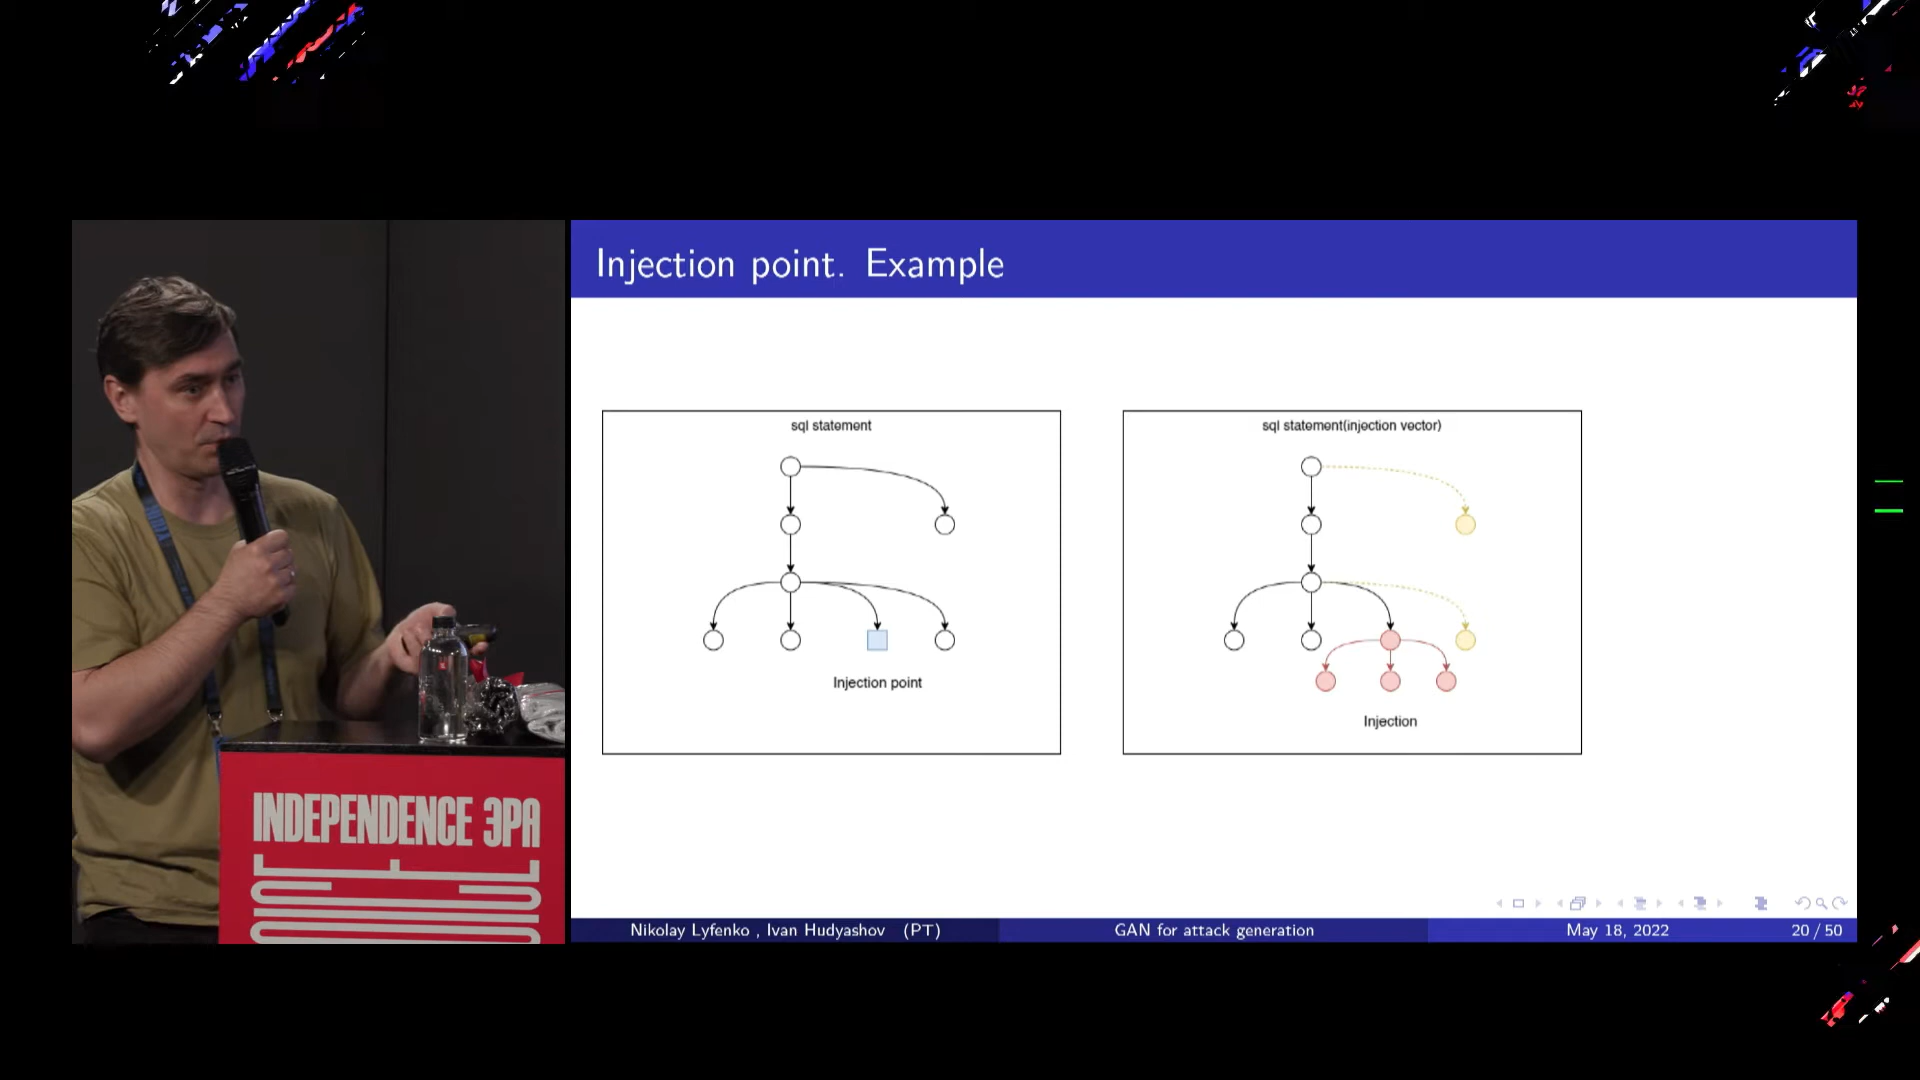 Injection point. Example
sql statement
Injection point
sql statement(injection vector)
Injection
INDEPENDENCE ЭРА
Nikolay Lyfenko , Ivan Hudyashov (PT)
GAN for attack generation
May 18, 2022
20 / 50